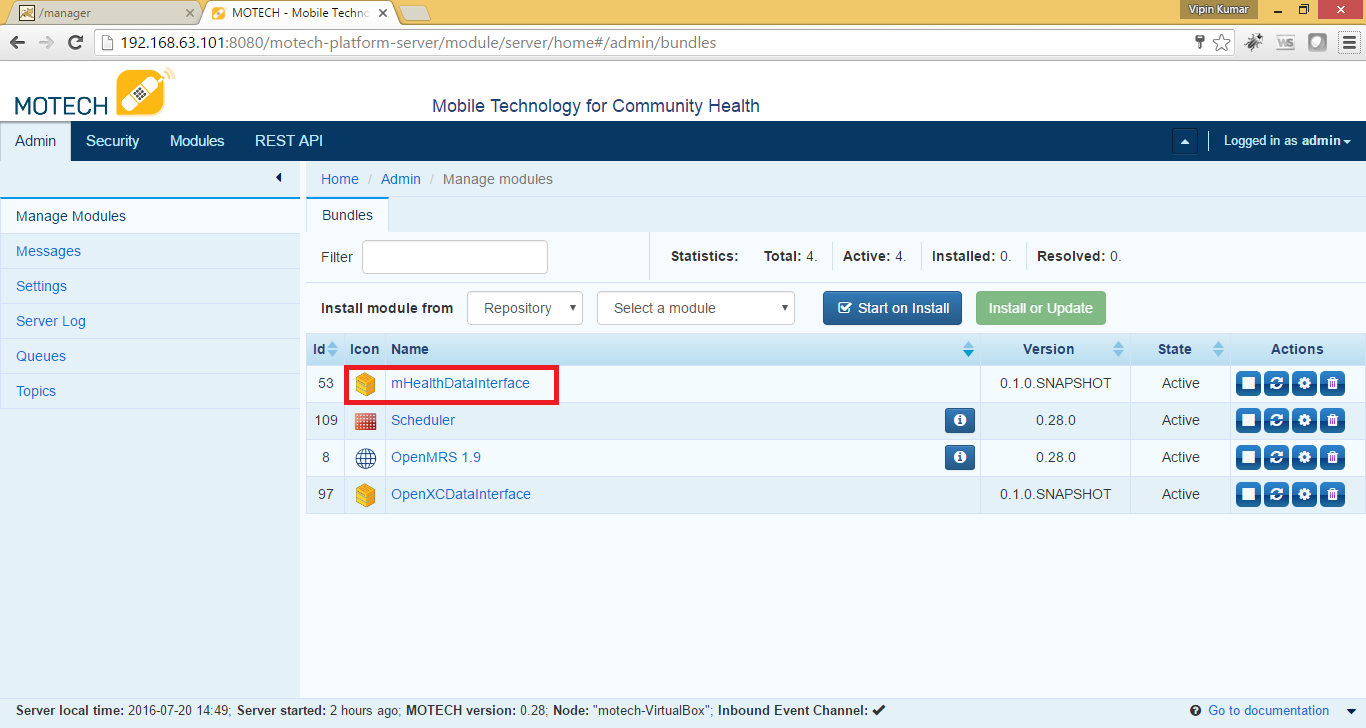 /manager
MOTECH - Mobile Techno
Vipin Kumar
192.168.63.101:8080/motech-platform-server/module/server/home#/admin/bundles
MOTECH
Mobile Technology for Community Health
Admin Security Modules REST API Logged in as admin
Home / Admin / Manage modules
Manage Modules
Messages
Settings
Server Log
Queues
Topics
Bundles
Filter Statistics: Total: 4. Active: 4. Installed: 0. Resolved: 0.
Install module from Repository Select a module Start on Install Install or Update
Id Icon Name Version State Actions
53 mHealthDataInterface 0.1.0.SNAPSHOT Active
109 Scheduler 0.28.0 Active
8 OpenMRS 1.9 0.28.0 Active
97 OpenXCDataInterface 0.1.0.SNAPSHOT Active
Server local time: 2016-07-20 14:49; Server started: 2 hours ago; MOTECH version: 0.28; Node: "motech-VirtualBox"; Inbound Event Channel: Go to documentation